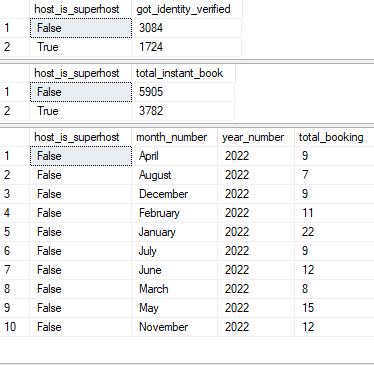 host_is_superhost got_identity_verified
1 False 3084
2 True 1724
host_is_superhost total_instant_book
1 False 5905
2 True 3782
host_is_superhost month_number year_number total_booking
1 False April 2022 9
2 False August 2022 7
3 False December 2022 9
4 False February 2022 11
5 False January 2022 22
6 False July 2022 9
7 False June 2022 12
8 False March 2022 8
9 False May 2022 15
10 False November 2022 12